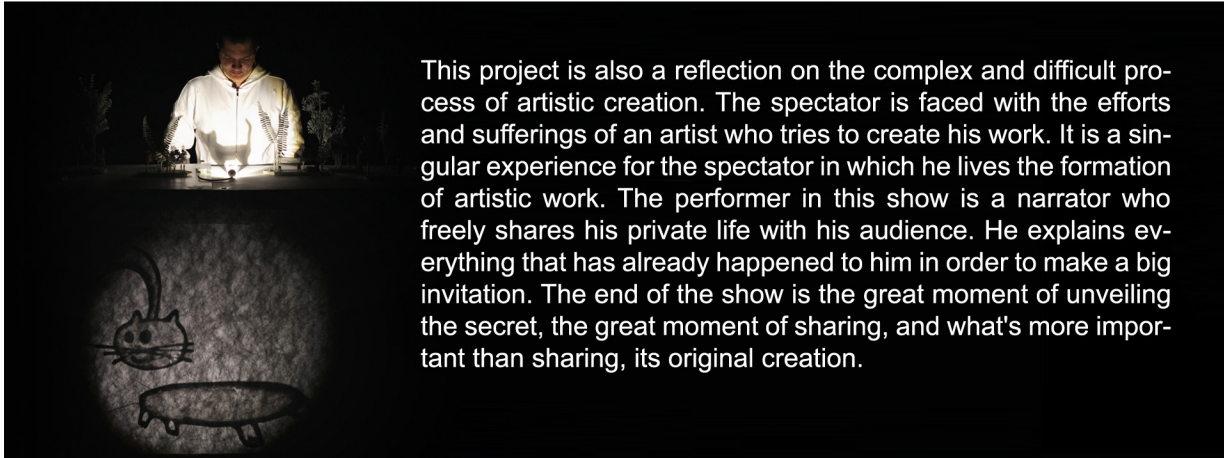 This project is also a reflection on the complex and difficult pro-
cess of artistic creation. The spectator is faced with the efforts
and sufferings of an artist who tries to create his work. It is a sin-
gular experience for the spectator in which he lives the formation
of artistic work. The performer in this show is a narrator who
freely shares his private life with his audience. He explains ev-
erything that has already happened to him in order to make a big
invitation. The end of the show is the great moment of unveiling
the secret, the great moment of sharing, and what's more impor-
tant than sharing, its original creation.